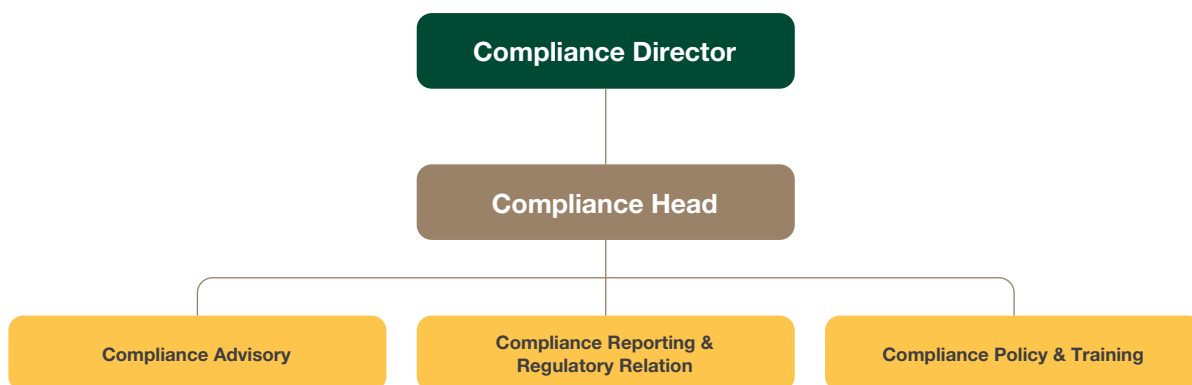 Compliance Director
Compliance Head
Compliance Advisory
Compliance Reporting &
Regulatory Relation
Compliance Policy & Training